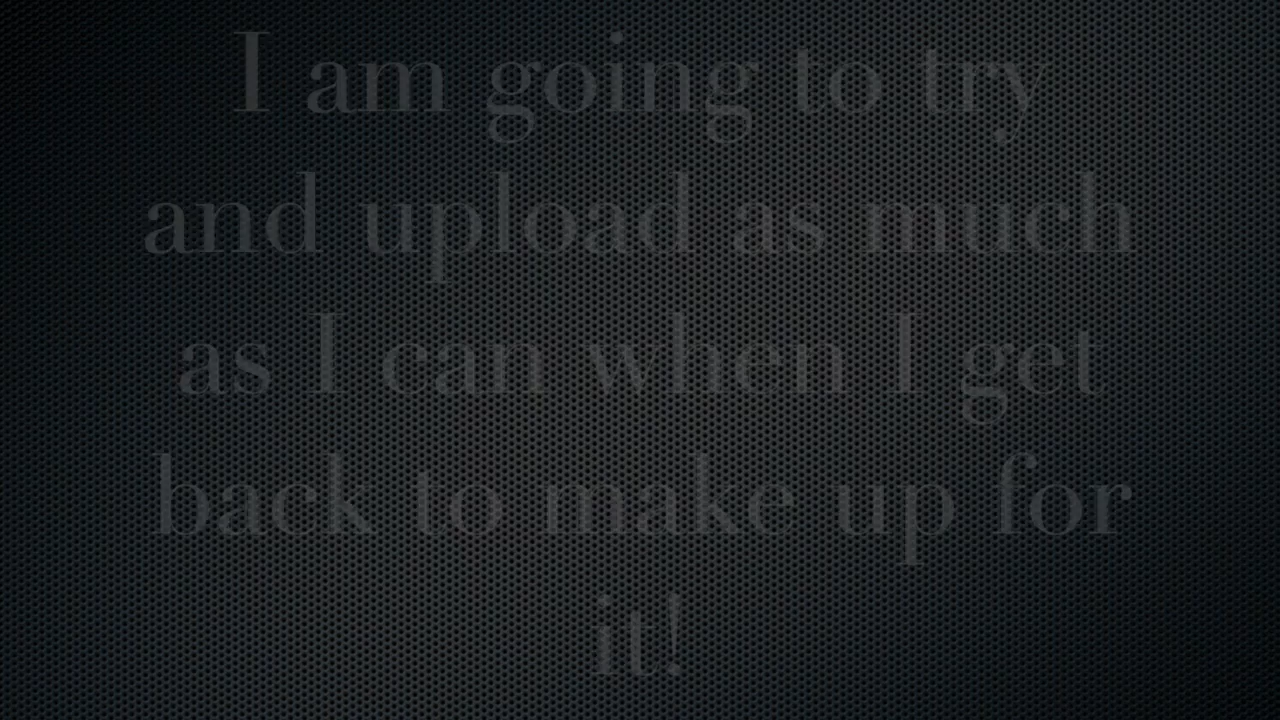 I am going to try
and upload as much
as I can when I get
back to make up for
it!